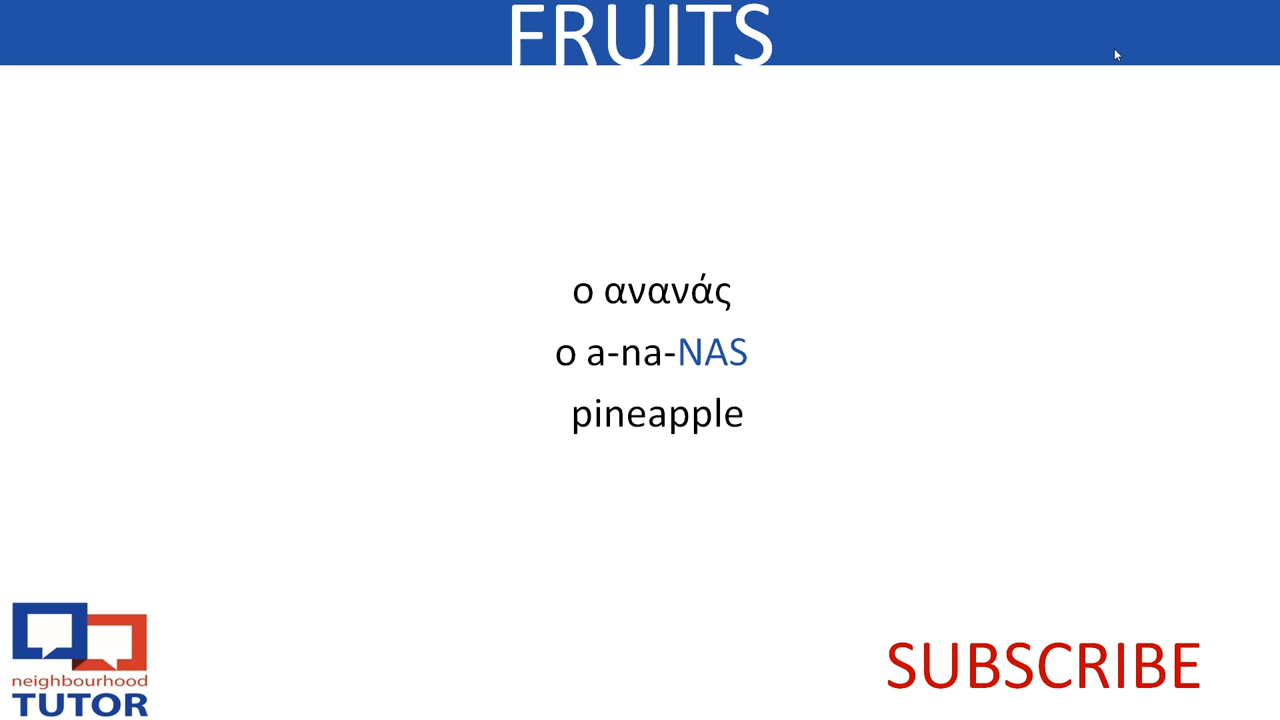 FRUITS
ο ανανάς
o a-na-NAS
pineapple
neighbourhood
TUTOR
SUBSCRIBE